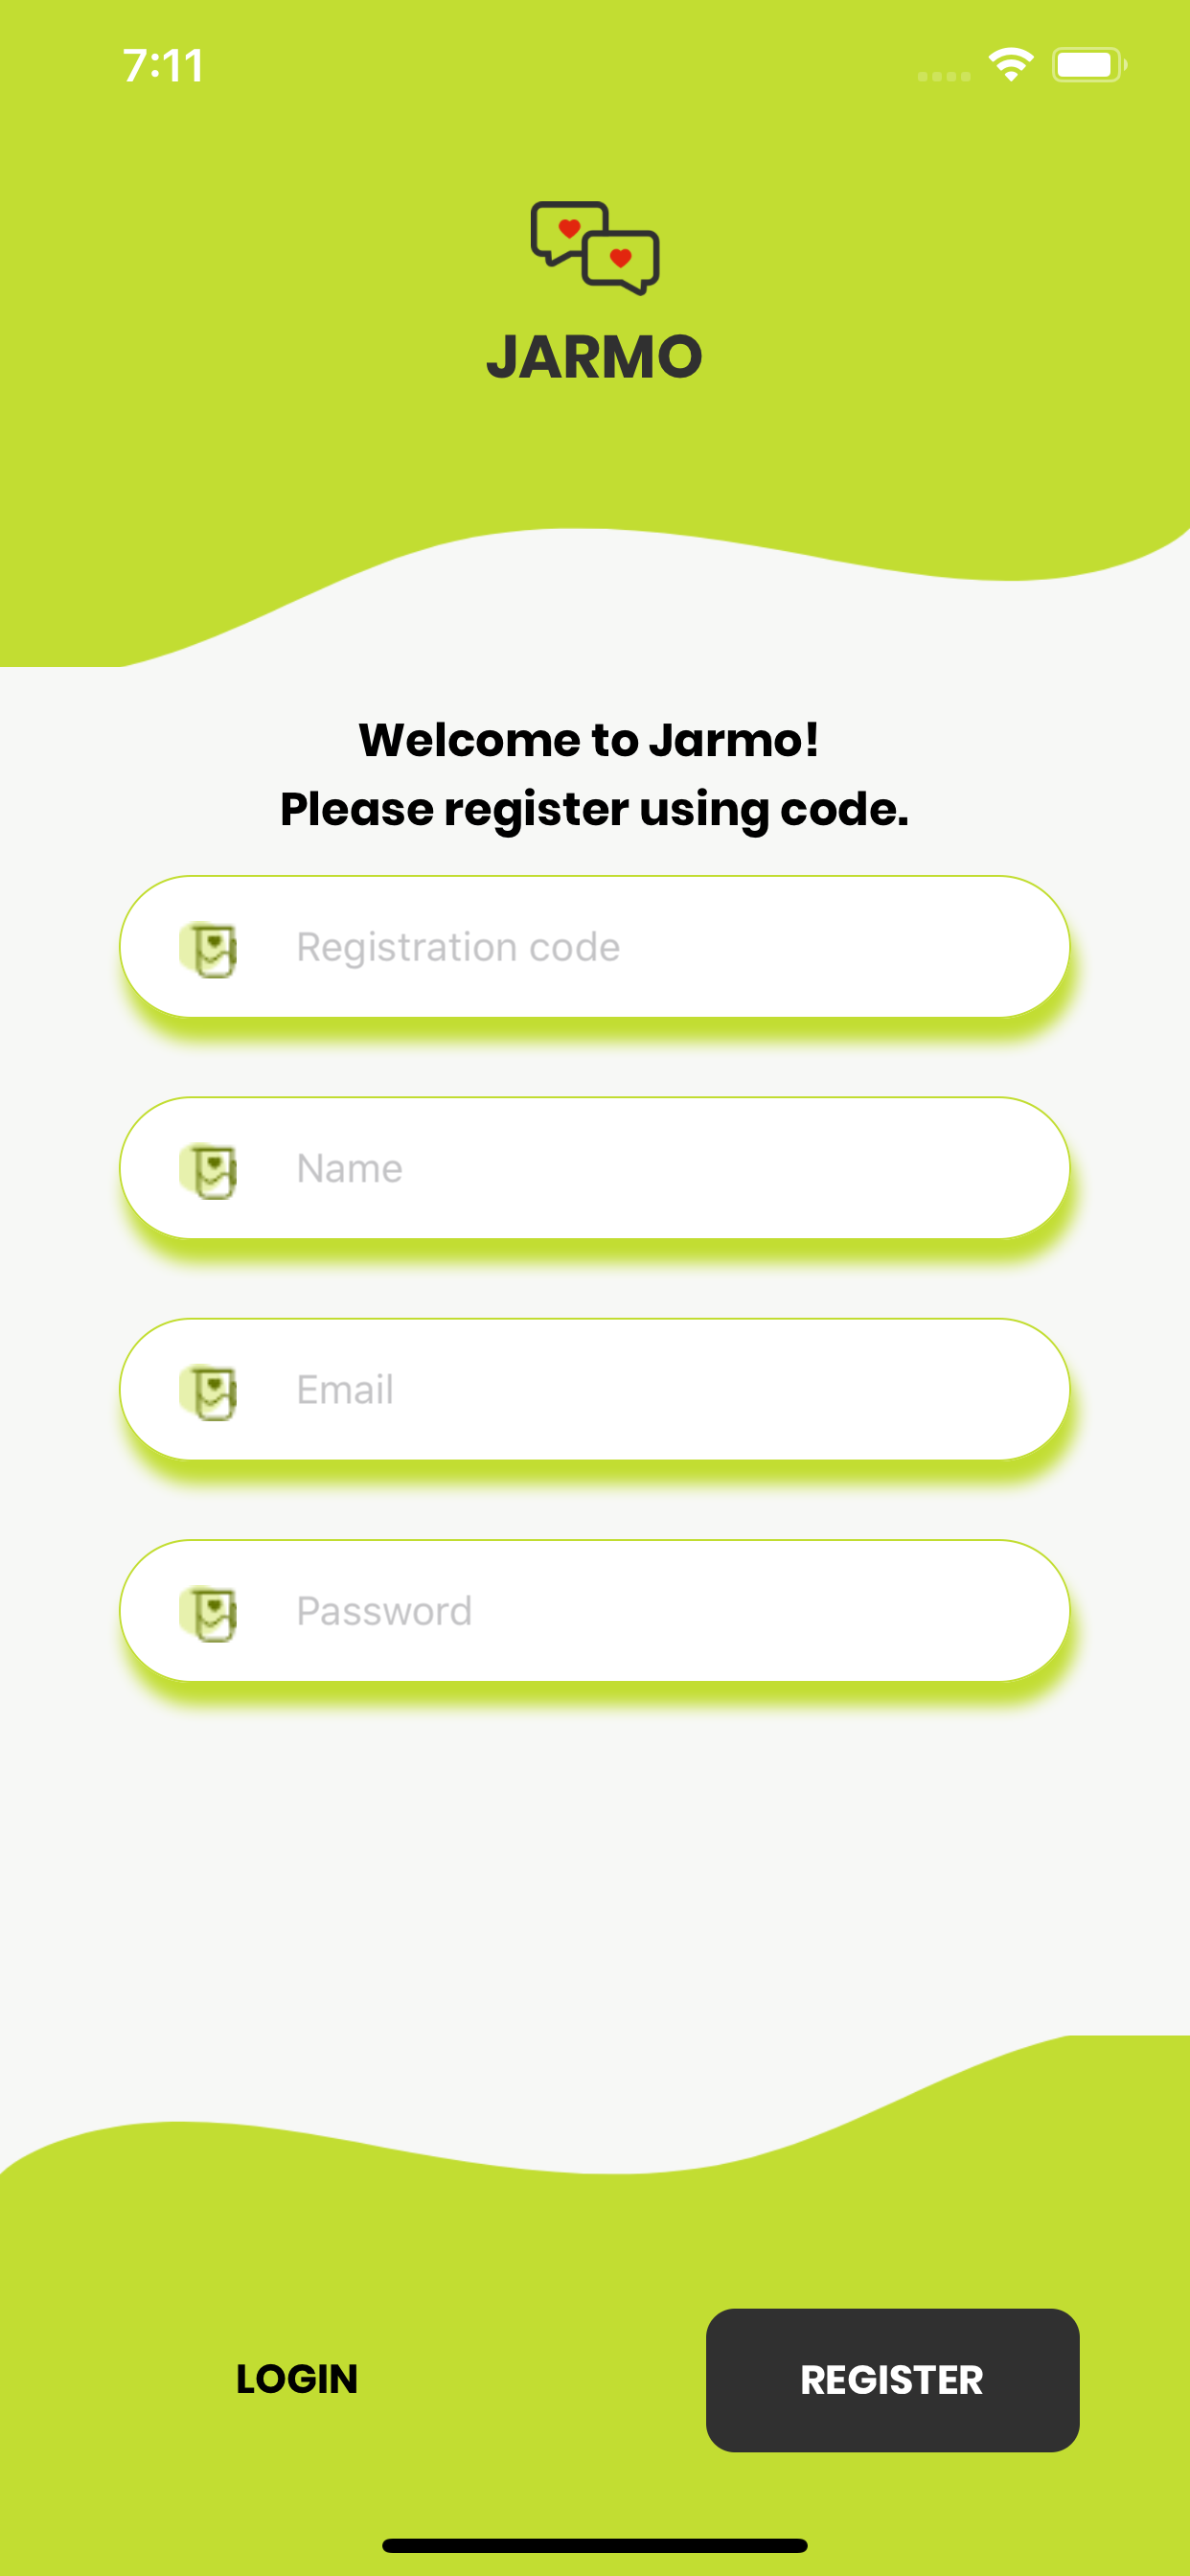 7:11
JARMO
Welcome to Jarmo!
Please register using code.
Registration code
Name
Email
Password
LOGIN
REGISTER